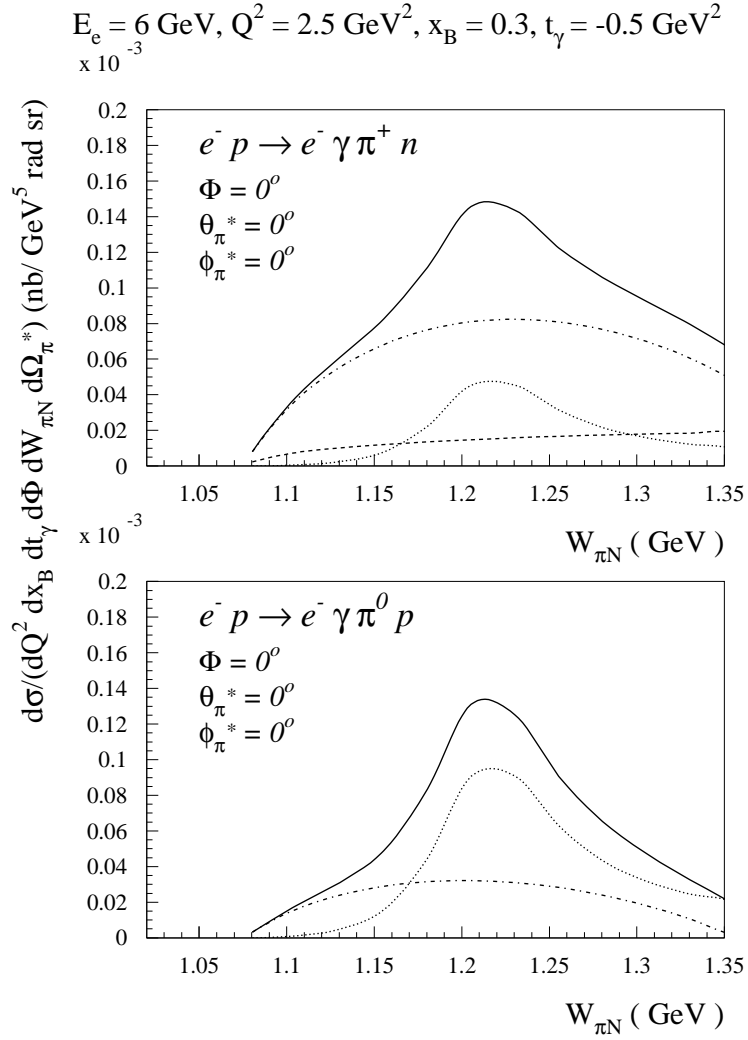 E_e = 6 GeV, Q^2 = 2.5 GeV^2, x_B = 0.3, t_γ = -0.5 GeV^2
x 10^-3
dσ/(dQ^2 dx_B dt_γ dΦ dW_πN dΩ_π*) (nb/ GeV^5 rad sr)
0.2
0.18
0.16
0.14
0.12
0.1
0.08
0.06
0.04
0.02
0
e^- p → e^- γ π^+ n
Φ = 0^o
θ_π* = 0^o
ϕ_π* = 0^o
1.05 1.1 1.15 1.2 1.25 1.3 1.35
W_πN ( GeV )
x 10^-3
0.2
0.18
0.16
0.14
0.12
0.1
0.08
0.06
0.04
0.02
0
e^- p → e^- γ π^0 p
Φ = 0^o
θ_π* = 0^o
ϕ_π* = 0^o
1.05 1.1 1.15 1.2 1.25 1.3 1.35
W_πN ( GeV )